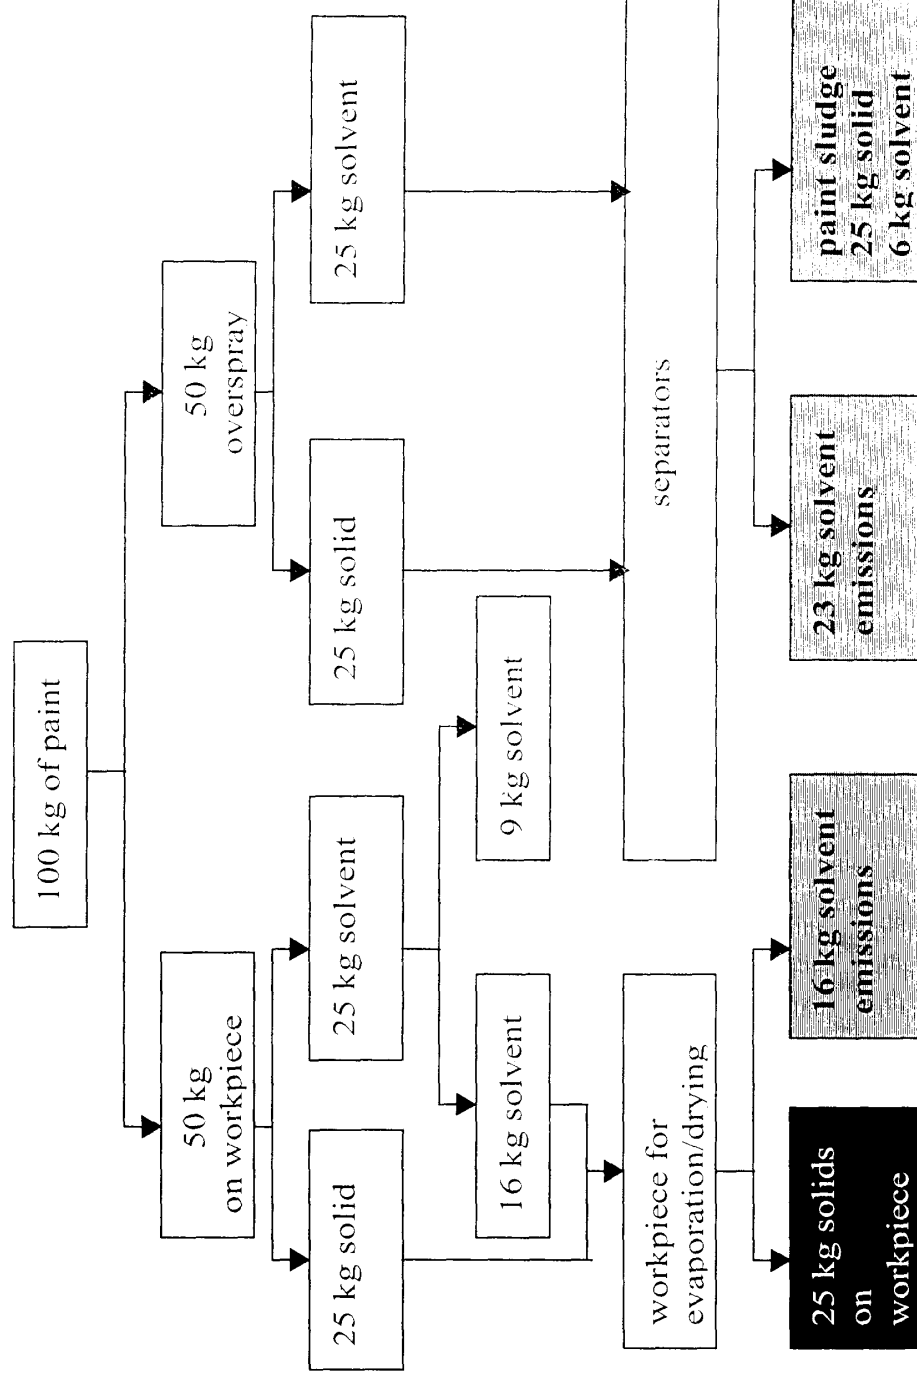 100 kg of paint
50 kg
on workpiece
50 kg
overspray
25 kg solid
25 kg solvent
25 kg solid
25 kg solvent
16 kg solvent
9 kg solvent
workpiece for
evaporation/drying
separators
25 kg solids
on
workpiece
16 kg solvent
emissions
23 kg solvent
emissions
paint sludge
25 kg solid
6 kg solvent